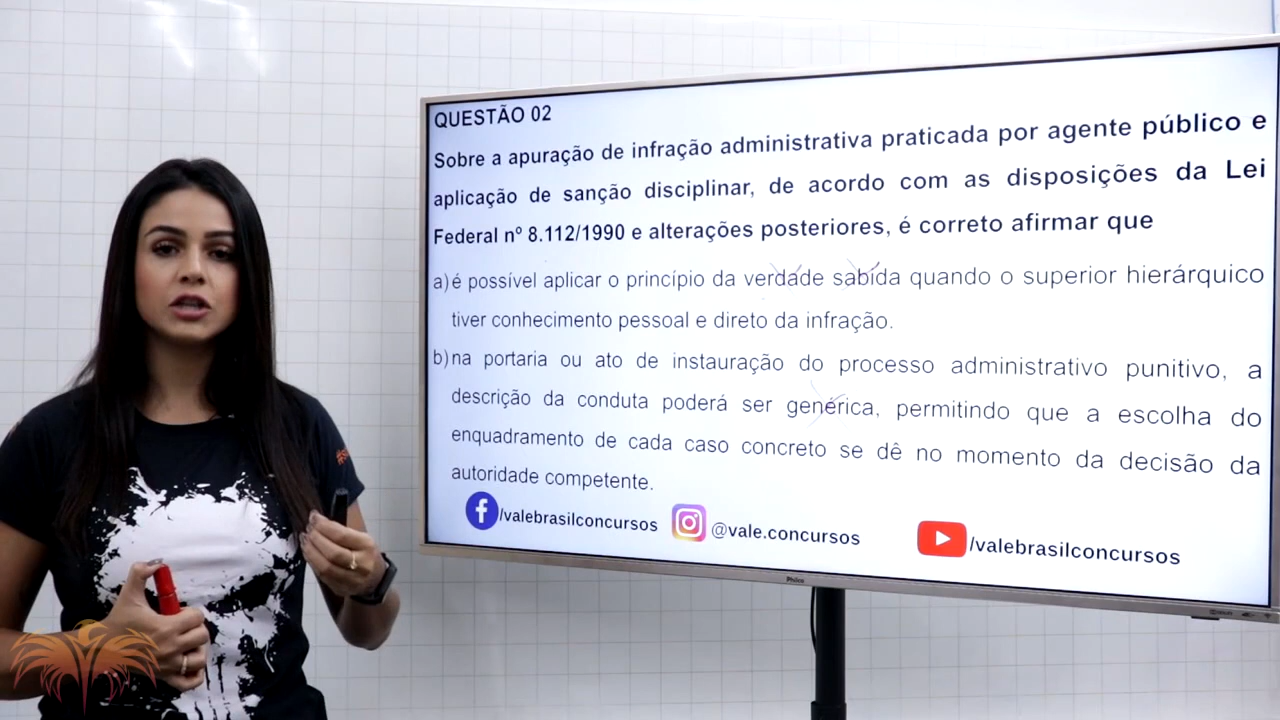 QUESTÃO 02
Sobre a apuração de infração administrativa praticada por agente público e
aplicação de sanção disciplinar, de acordo com as disposições da Lei
Federal nº 8.112/1990 e alterações posteriores, é correto afirmar que
a) é possível aplicar o princípio da verdade sabida quando o superior hierárquico
tiver conhecimento pessoal e direto da infração.
b) na portaria ou ato de instauração do processo administrativo punitivo, a
descrição da conduta poderá ser genérica, permitindo que a escolha do
enquadramento de cada caso concreto se dê no momento da decisão da
autoridade competente.
/valebrasilconcursos @vale.concursos /valebrasilconcursos
Philco